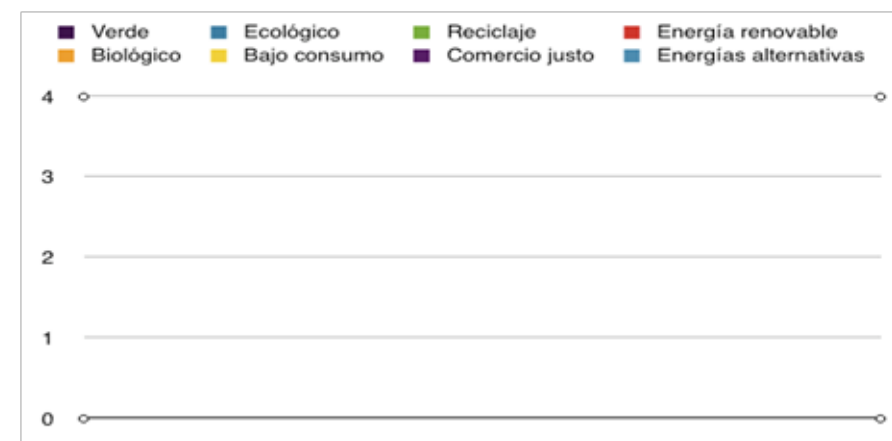 Verde Ecológico Reciclaje Energía renovable
Biológico Bajo consumo Comercio justo Energías alternativas
4
3
2
1
0